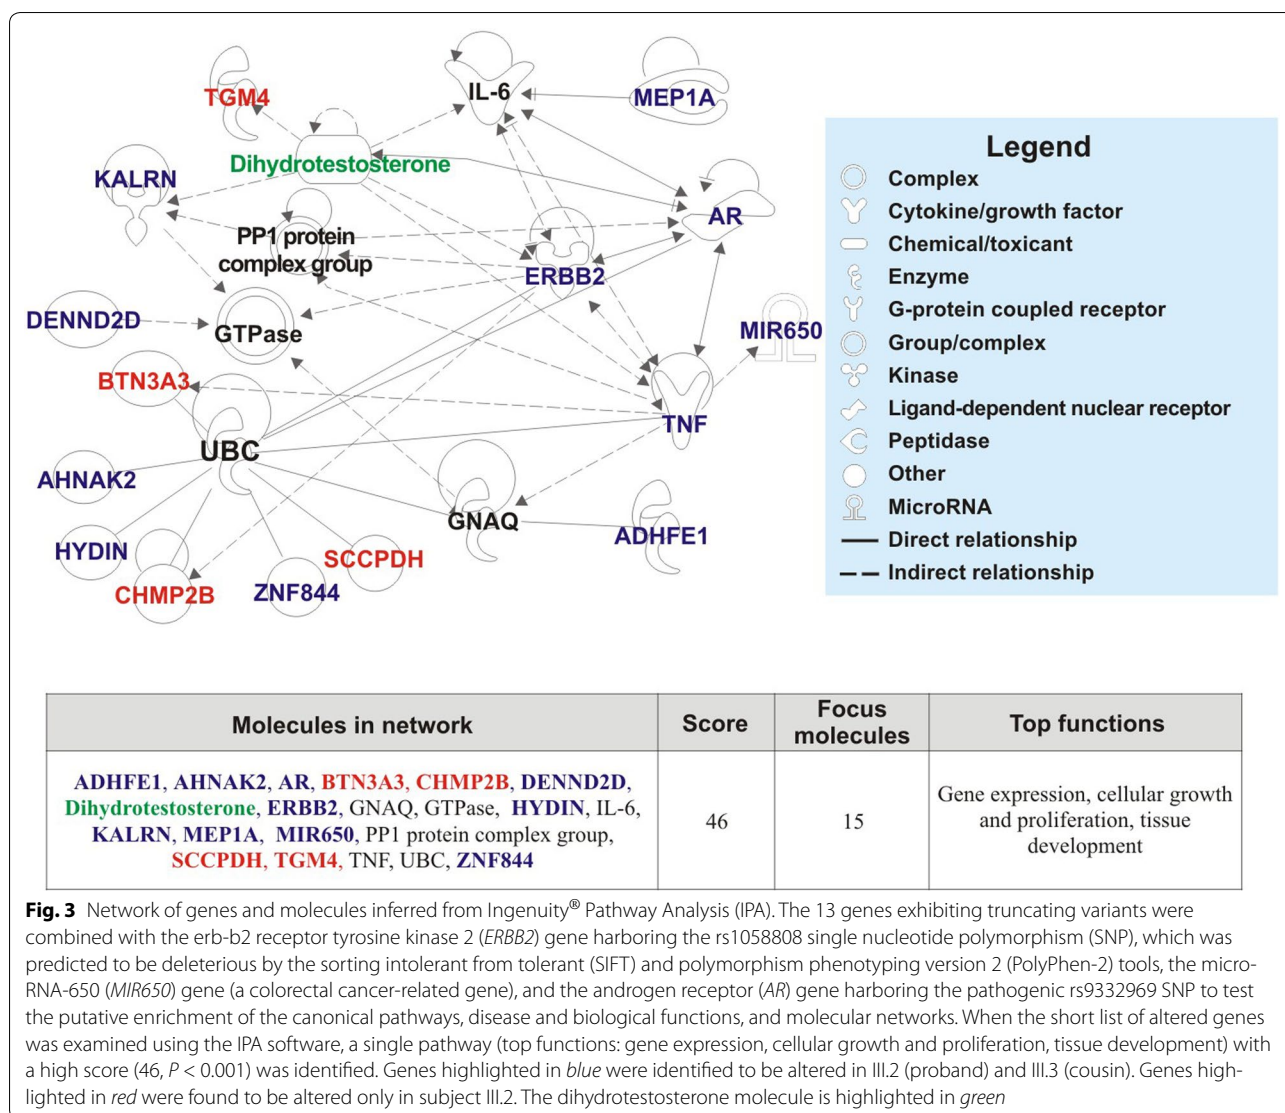 TGM4
IL-6
MEP1A
Dihydrotestosterone
KALRN
AR
PP1 protein
complex group
ERBB2
DENND2D
GTPase
MIR650
BTN3A3
TNF
UBC
AHNAK2
GNAQ
ADHFE1
HYDIN
SCCPDH
CHMP2B
ZNF844
Legend
Complex
Cytokine/growth factor
Chemical/toxicant
Enzyme
G-protein coupled receptor
Group/complex
Kinase
Ligand-dependent nuclear receptor
Peptidase
Other
MicroRNA
Direct relationship
Indirect relationship
Molecules in network
Score
Focus
molecules
Top functions
ADHFE1, AHNAK2, AR, BTN3A3, CHMP2B, DENND2D,
Dihydrotestosterone, ERBB2, GNAQ, GTPase, HYDIN, IL-6,
KALRN, MEP1A, MIR650, PP1 protein complex group,
SCCPDH, TGM4, TNF, UBC, ZNF844
46
15
Gene expression, cellular growth
and proliferation, tissue
development
Fig. 3 Network of genes and molecules inferred from Ingenuity® Pathway Analysis (IPA). The 13 genes exhibiting truncating variants were
combined with the erb-b2 receptor tyrosine kinase 2 (ERBB2) gene harboring the rs1058808 single nucleotide polymorphism (SNP), which was
predicted to be deleterious by the sorting intolerant from tolerant (SIFT) and polymorphism phenotyping version 2 (PolyPhen-2) tools, the micro-
RNA-650 (MIR650) gene (a colorectal cancer-related gene), and the androgen receptor (AR) gene harboring the pathogenic rs9332969 SNP to test
the putative enrichment of the canonical pathways, disease and biological functions, and molecular networks. When the short list of altered genes
was examined using the IPA software, a single pathway (top functions: gene expression, cellular growth and proliferation, tissue development) with
a high score (46, P < 0.001) was identified. Genes highlighted in blue were identified to be altered in III.2 (proband) and III.3 (cousin). Genes high-
lighted in red were found to be altered only in subject III.2. The dihydrotestosterone molecule is highlighted in green